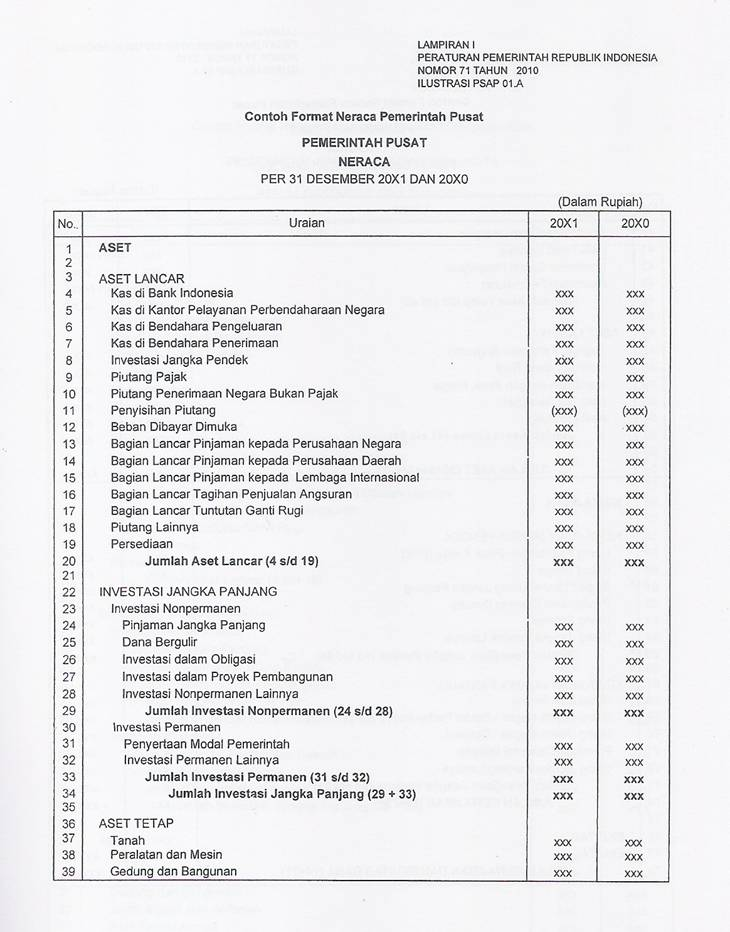 LAMPIRAN I
PERATURAN PEMERINTAH REPUBLIK INDONESIA
NOMOR 71 TAHUN 2010
ILUSTRASI PSAP 01.A
Contoh Format Neraca Pemerintah Pusat
PEMERINTAH PUSAT
NERACA
PER 31 DESEMBER 20X1 DAN 20X0
(Dalam Rupiah)
No.. Uraian 20X1 20X0
1 ASET
2
3 ASET LANCAR
4 Kas di Bank Indonesia xxx xxx
5 Kas di Kantor Pelayanan Perbendaharaan Negara xxx xxx
6 Kas di Bendahara Pengeluaran xxx xxx
7 Kas di Bendahara Penerimaan xxx xxx
8 Investasi Jangka Pendek xxx xxx
9 Piutang Pajak xxx xxx
10 Piutang Penerimaan Negara Bukan Pajak xxx xxx
11 Penyisihan Piutang (xxx) (xxx)
12 Beban Dibayar Dimuka xxx xxx
13 Bagian Lancar Pinjaman kepada Perusahaan Negara xxx xxx
14 Bagian Lancar Pinjaman kepada Perusahaan Daerah xxx xxx
15 Bagian Lancar Pinjaman kepada Lembaga Internasional xxx xxx
16 Bagian Lancar Tagihan Penjualan Angsuran xxx xxx
17 Bagian Lancar Tuntutan Ganti Rugi xxx xxx
18 Piutang Lainnya xxx xxx
19 Persediaan xxx xxx
20 Jumlah Aset Lancar (4 s/d 19) xxx xxx
21
22 INVESTASI JANGKA PANJANG
23 Investasi Nonpermanen
24 Pinjaman Jangka Panjang xxx xxx
25 Dana Bergulir xxx xxx
26 Investasi dalam Obligasi xxx xxx
27 Investasi dalam Proyek Pembangunan xxx xxx
28 Investasi Nonpermanen Lainnya xxx xxx
29 Jumlah Investasi Nonpermanen (24 s/d 28) xxx xxx
30 Investasi Permanen
31 Penyertaan Modal Pemerintah xxx xxx
32 Investasi Permanen Lainnya xxx xxx
33 Jumlah Investasi Permanen (31 s/d 32) xxx xxx
34 Jumlah Investasi Jangka Panjang (29 + 33) xxx xxx
35
36 ASET TETAP
37 Tanah xxx xxx
38 Peralatan dan Mesin xxx xxx
39 Gedung dan Bangunan xxx xxx